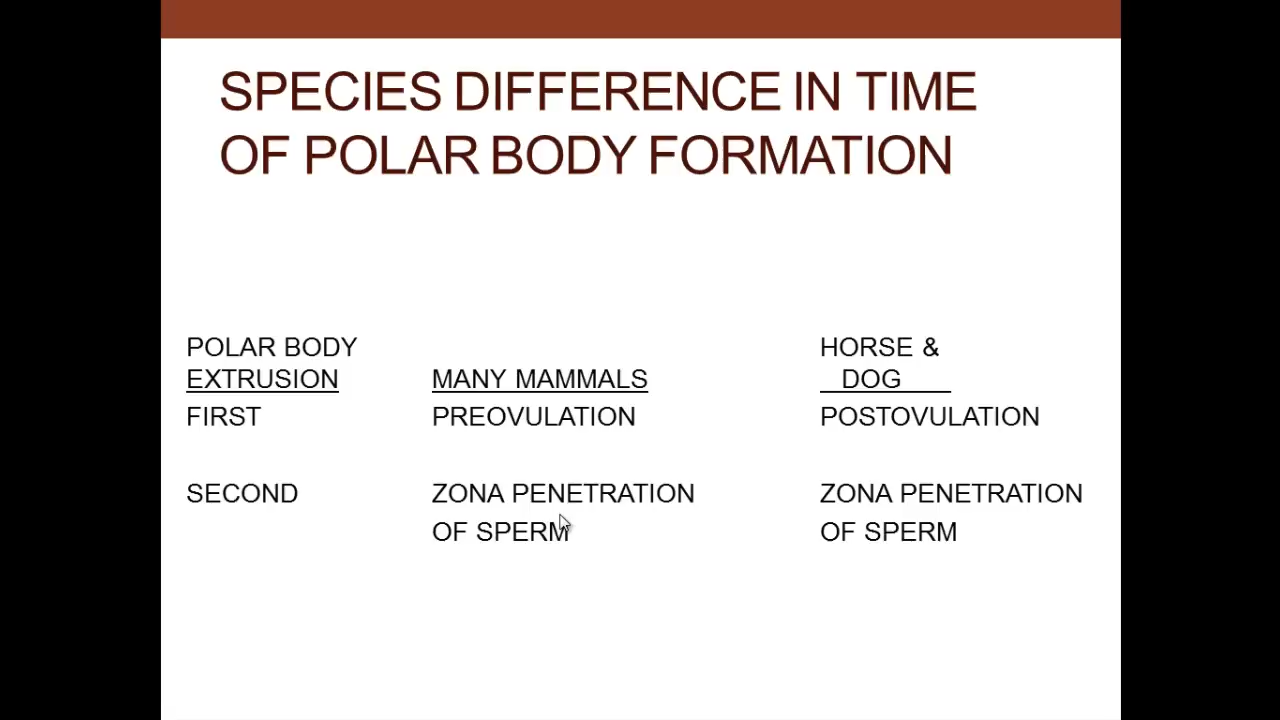 SPECIES DIFFERENCE IN TIME
OF POLAR BODY FORMATION
POLAR BODY HORSE &
EXTRUSION MANY MAMMALS DOG
FIRST PREOVULATION POSTOVULATION
SECOND ZONA PENETRATION ZONA PENETRATION
OF SPERM OF SPERM